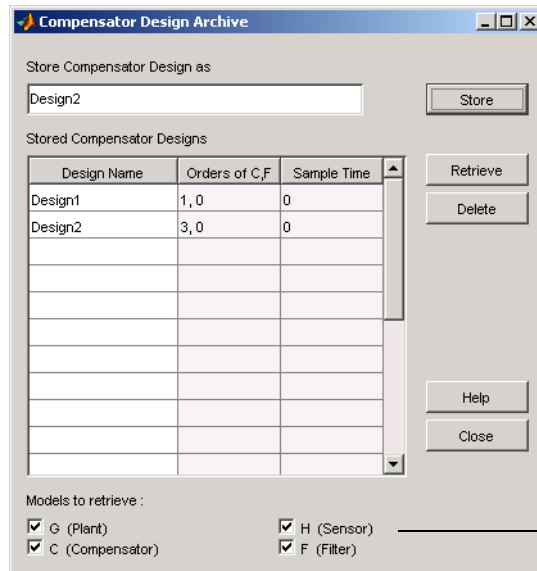 Compensator Design Archive
Store Compensator Design as
Design2
Store
Stored Compensator Designs
Design Name Orders of C,F Sample Time
Retrieve
Design1 1, 0 0
Delete
Design2 3, 0 0
Help
Close
Models to retrieve :
G (Plant) H (Sensor)
C (Compensator) F (Filter)